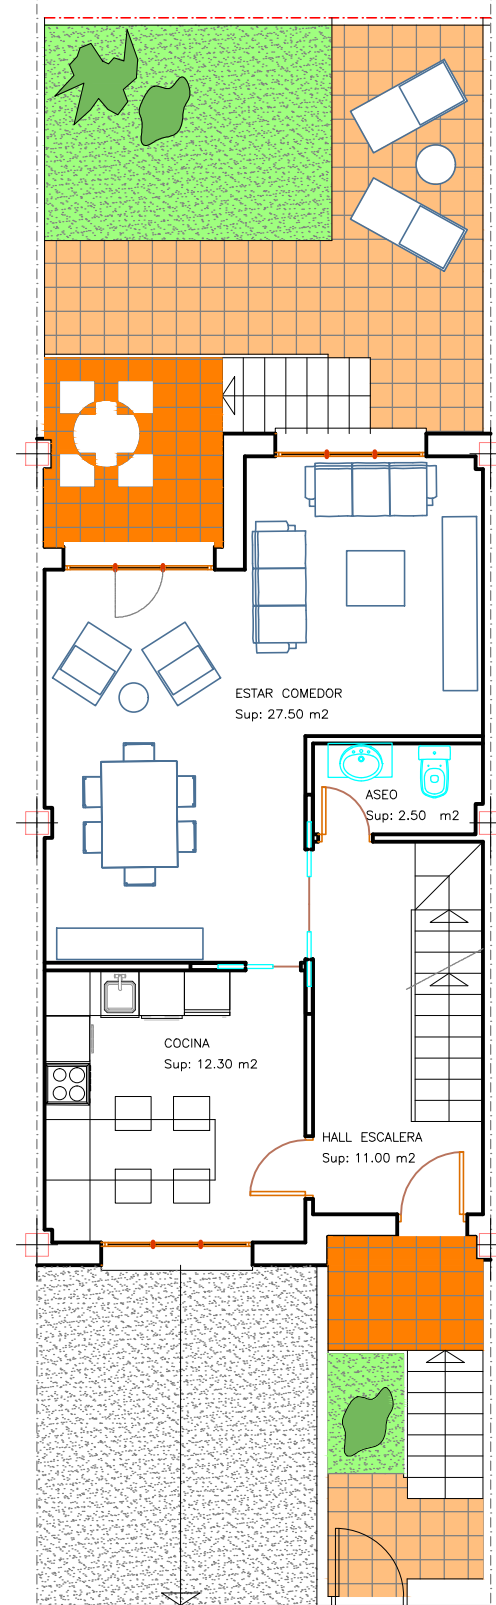 ESTAR COMEDOR
Sup: 27.50 m2
ASEO
Sup: 2.50 m2
COCINA
Sup: 12.30 m2
HALL ESCALERA
Sup: 11.00 m2